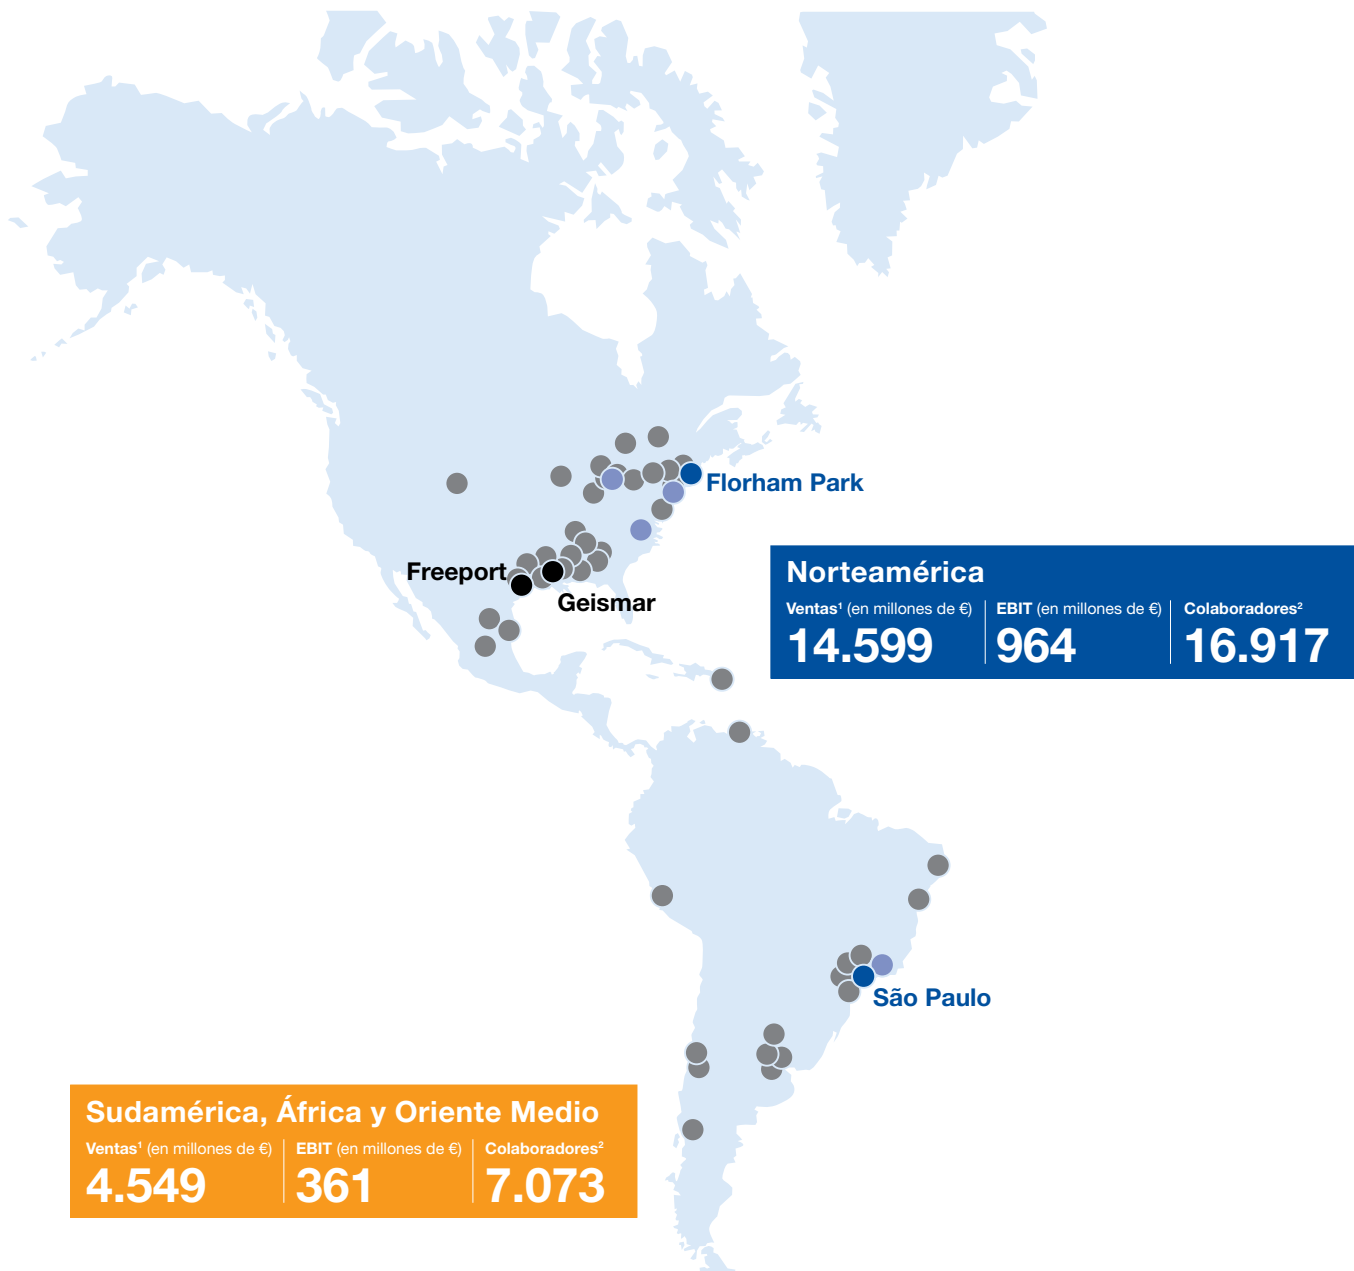 Florham Park
Freeport
Geismar
Norteamérica
Ventas¹ (en millones de €) EBIT (en millones de €) Colaboradores²
14.599 964 16.917
São Paulo
Sudamérica, África y Oriente Medio
Ventas¹ (en millones de €) EBIT (en millones de €) Colaboradores²
4.549 361 7.073